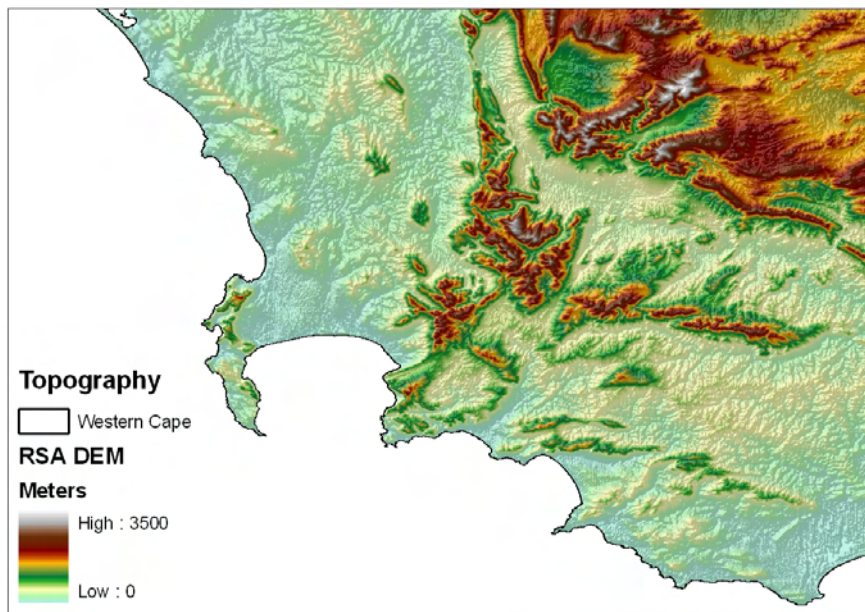 Topography
Western Cape
RSA DEM
Meters
High : 3500
Low : 0